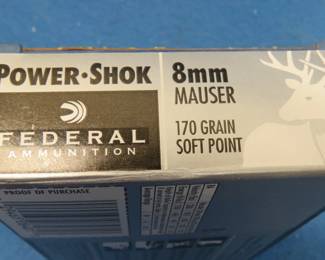 POWER·SHOK
FEDERAL
AMMUNITION
8mm
MAUSER
170 GRAIN
SOFT POINT
PROOF OF PURCHASE